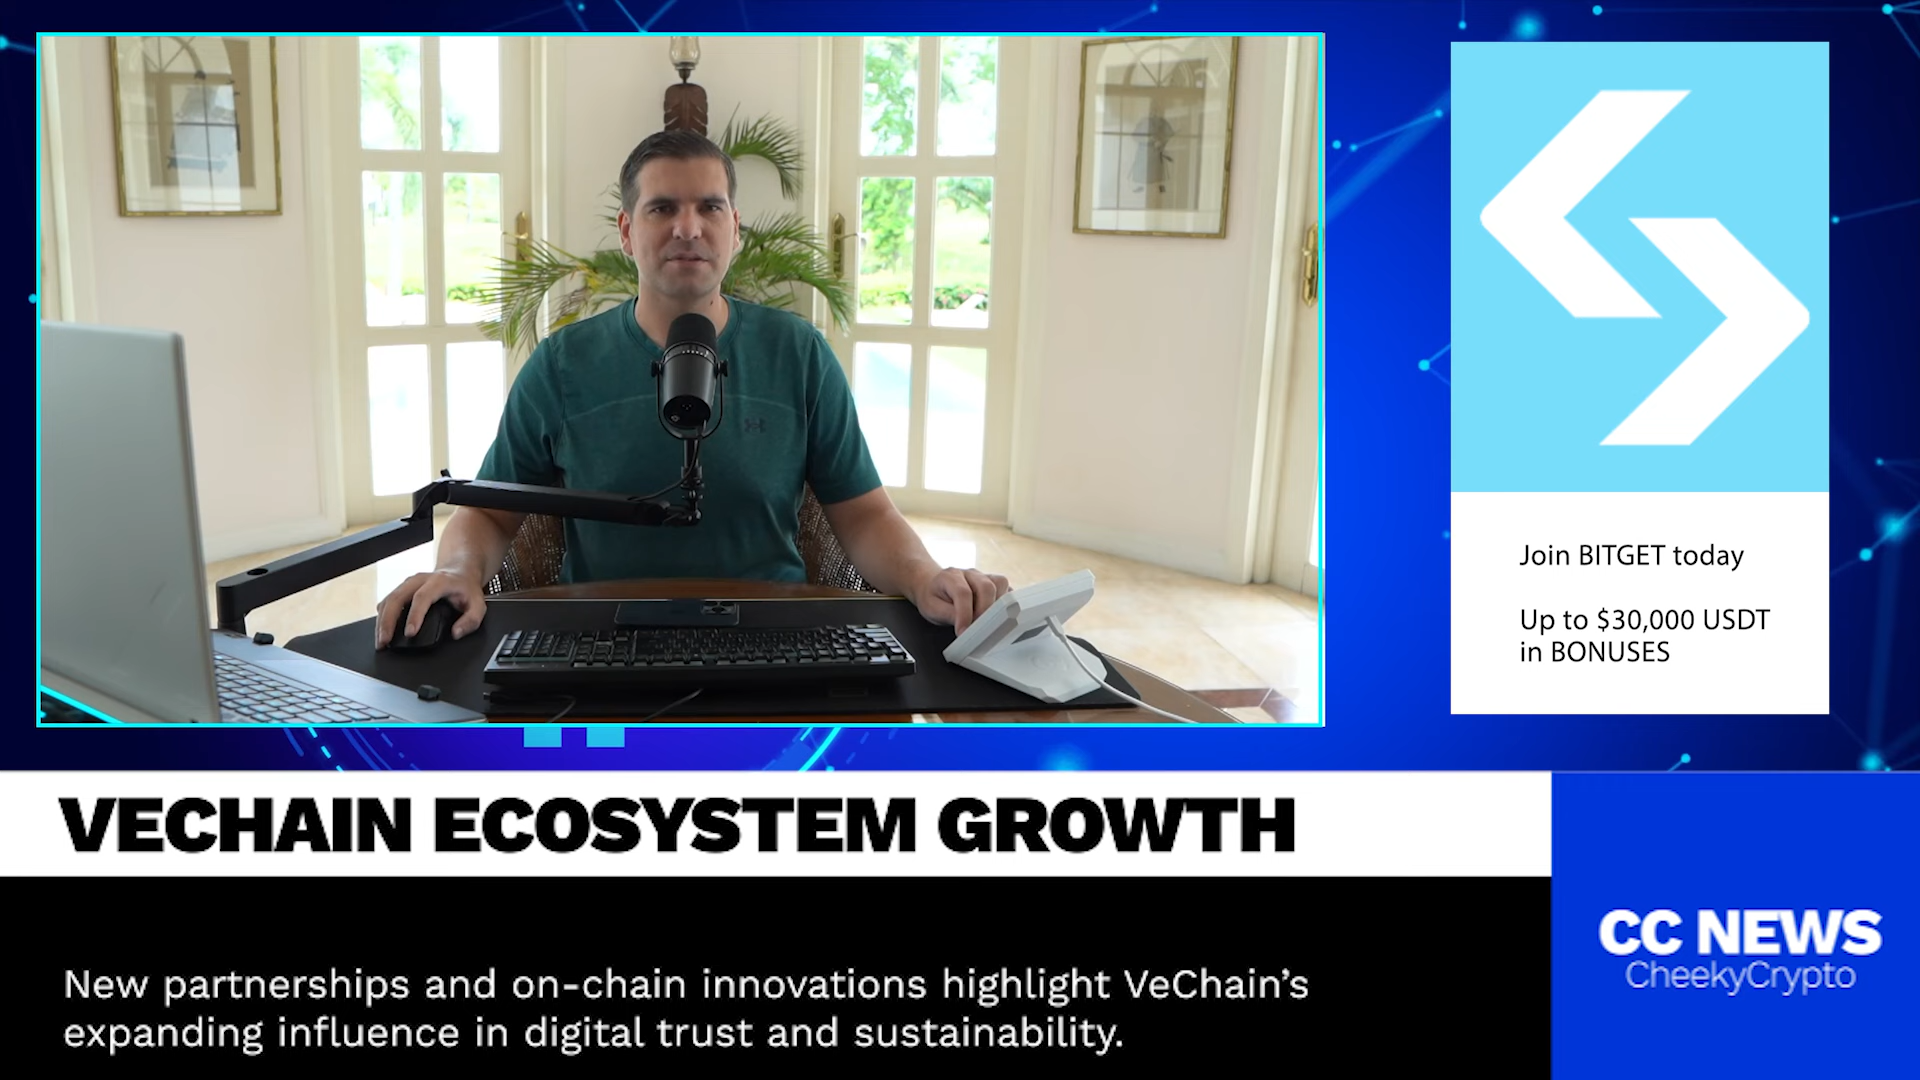 Join BITGET today
Up to $30,000 USDT
in BONUSES
VECHAIN ECOSYSTEM GROWTH
New partnerships and on-chain innovations highlight VeChain’s
expanding influence in digital trust and sustainability.
CC NEWS
CheekyCrypto